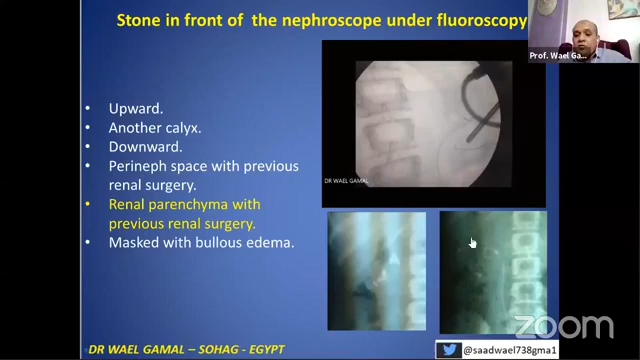 Stone in front of the nephroscope under fluoroscopy
Prof. Wael Ga...
Upward.
Another calyx.
Downward.
Perineph space with previous
renal surgery.
Renal parenchyma with
previous renal surgery.
Masked with bullous edema.
DR WAEL GAMAL
DR WAEL GAMAL – SOHAG - EGYPT
@saadwael738gma1
zoom